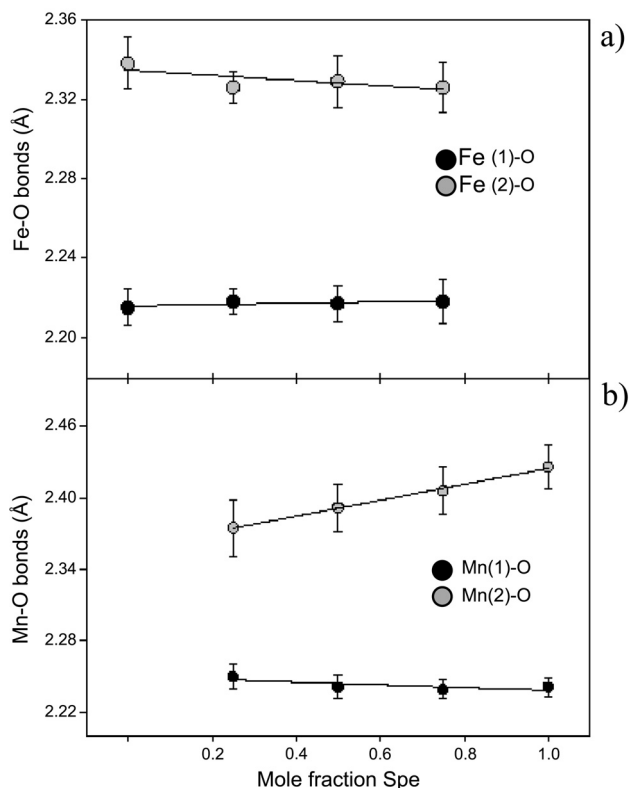 a)
2.36
2.32
2.28
2.24
2.20
Fe-O bonds (Å)
Fe (1)-O
Fe (2)-O
b)
2.46
2.40
2.34
2.28
2.22
Mn-O bonds (Å)
Mn(1)-O
Mn(2)-O
0.2 0.4 0.6 0.8 1.0
Mole fraction Spe